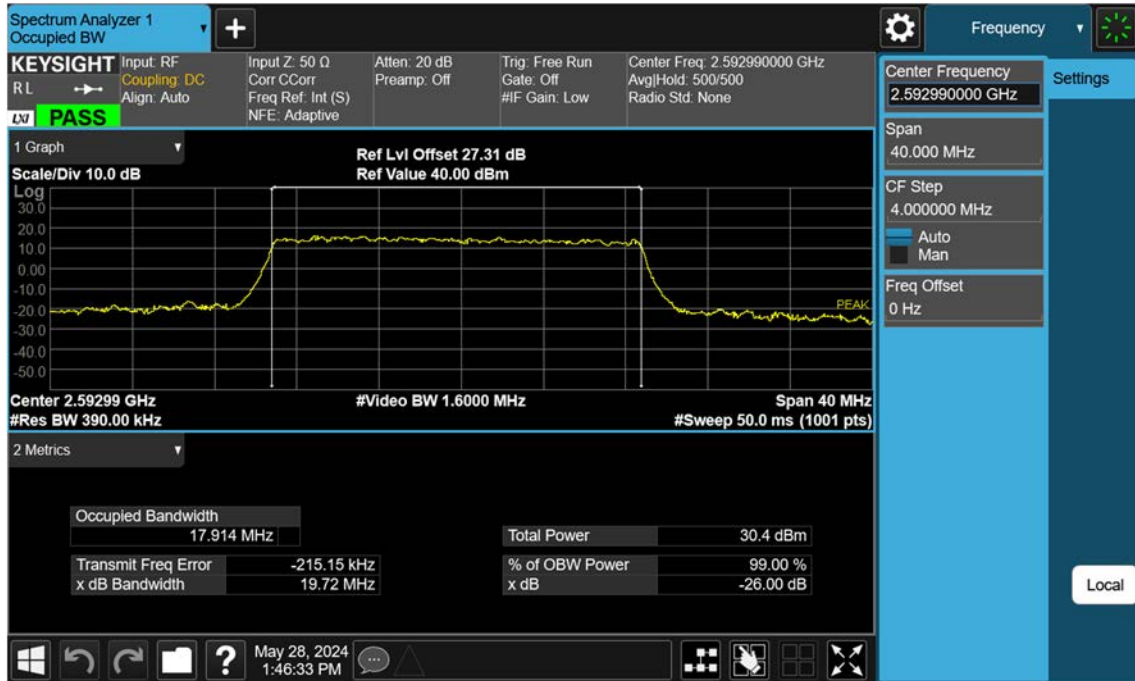 Spectrum Analyzer 1
Occupied BW
Frequency
KEYSIGHT
RL
LXI
PASS
Input: RF
Coupling: DC
Align: Auto
Input Z: 50 Ω
Corr CCorr
Freq Ref: Int (S)
NFE: Adaptive
Atten: 20 dB
Preamp: Off
Trig: Free Run
Gate: Off
#IF Gain: Low
Center Freq: 2.592990000 GHz
Avg|Hold: 500/500
Radio Std: None
1 Graph
Scale/Div 10.0 dB
Ref Lvl Offset 27.31 dB
Ref Value 40.00 dBm
Log
30.0
20.0
10.0
0.00
-10.0
-20.0
-30.0
-40.0
-50.0
PEAK
Center 2.59299 GHz
#Res BW 390.00 kHz
#Video BW 1.6000 MHz
Span 40 MHz
#Sweep 50.0 ms (1001 pts)
2 Metrics
Occupied Bandwidth
17.914 MHz
Transmit Freq Error -215.15 kHz
x dB Bandwidth 19.72 MHz
Total Power 30.4 dBm
% of OBW Power 99.00 %
x dB -26.00 dB
Center Frequency
2.592990000 GHz
Settings
Span
40.000 MHz
CF Step
4.000000 MHz
Auto
Man
Freq Offset
0 Hz
Local
?
May 28, 2024
1:46:33 PM